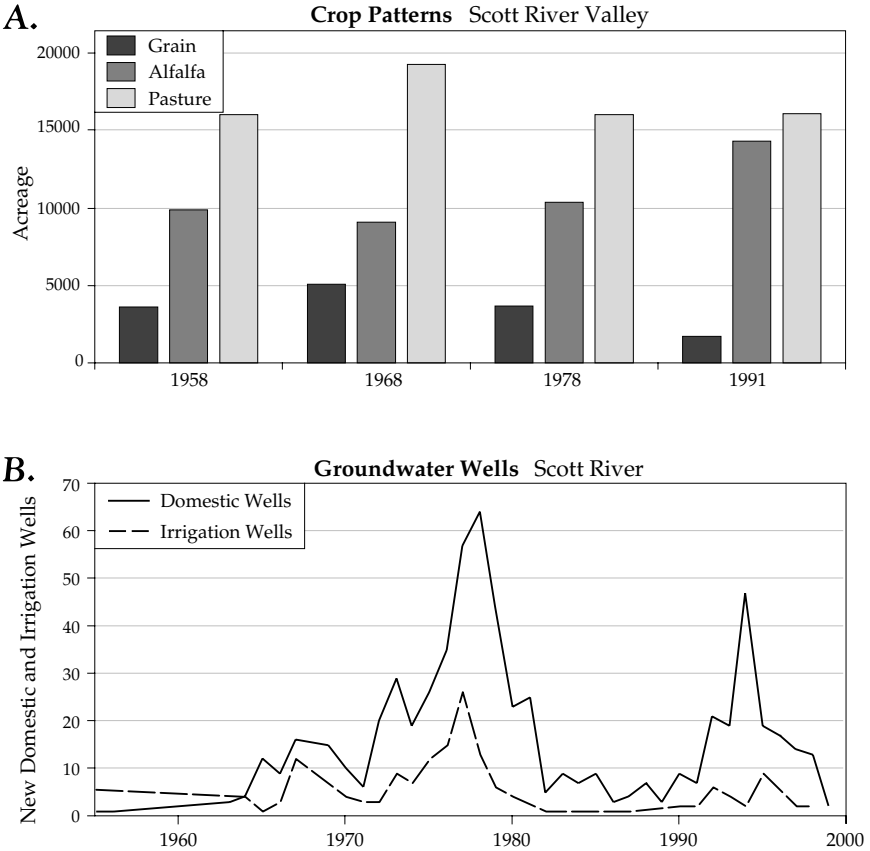 A.
Crop Patterns Scott River Valley
Grain
Alfalfa
Pasture
Acreage
20000
15000
10000
5000
0
1958 1968 1978 1991
B.
Groundwater Wells Scott River
Domestic Wells
Irrigation Wells
New Domestic and Irrigation Wells
70
60
50
40
30
20
10
0
1960 1970 1980 1990 2000